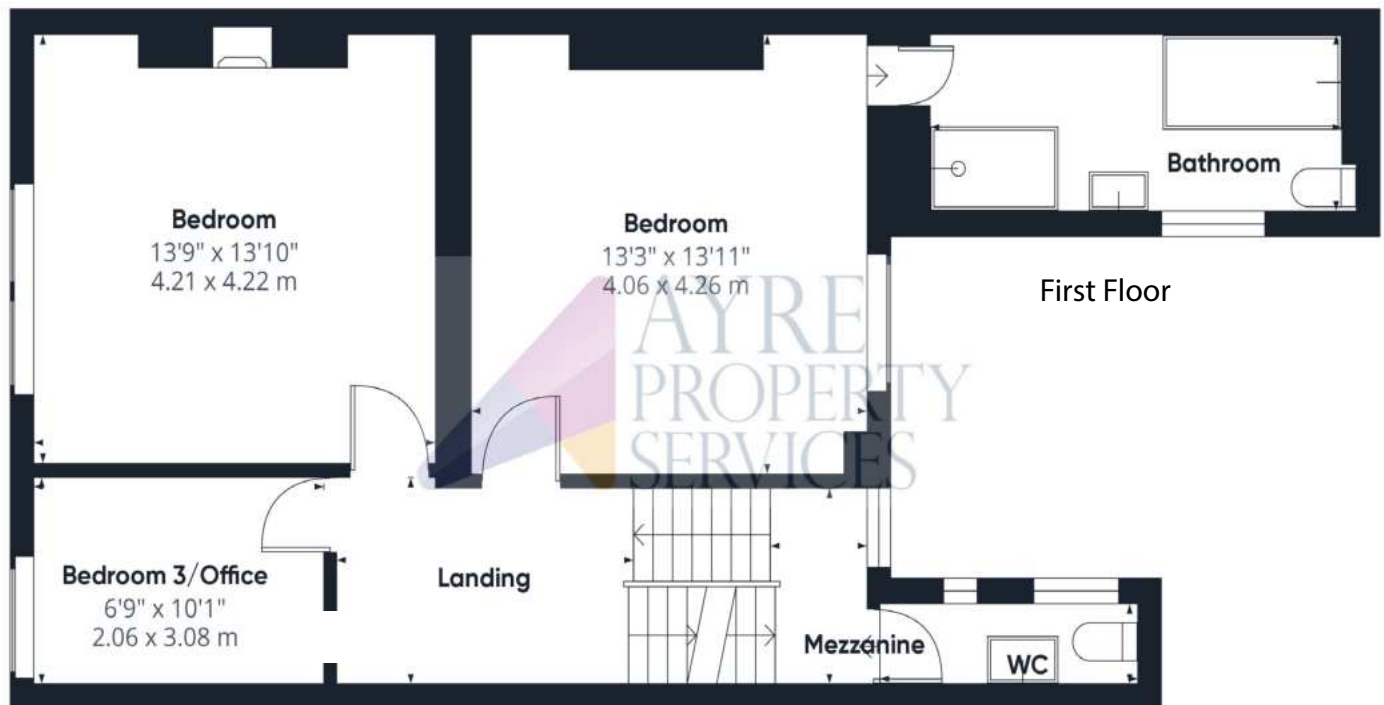 Bedroom
13'9" x 13'10"
4.21 x 4.22 m
Bedroom
13'3" x 13'11"
4.06 x 4.26 m
Bathroom
First Floor
AYRE
PROPERTY
SERVICES
Bedroom 3/Office
6'9" x 10'1"
2.06 x 3.08 m
Landing
Mezzanine
WC